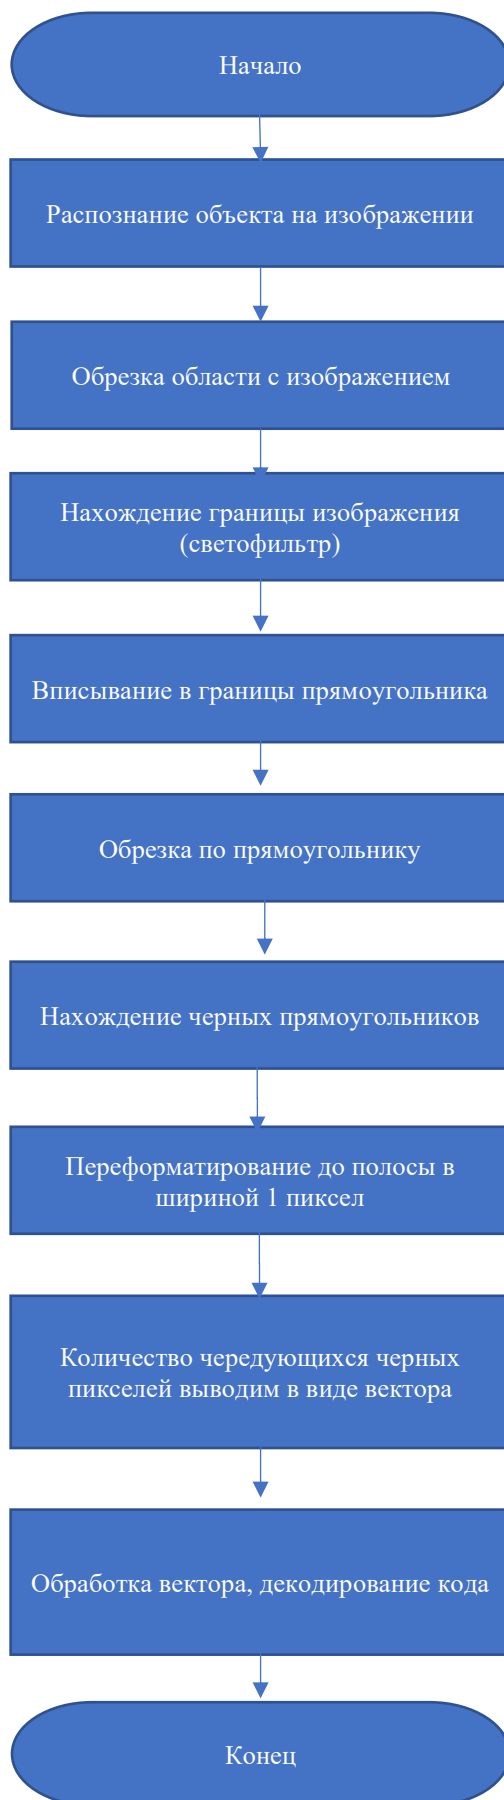 Начало
Распознание объекта на изображении
Обрезка области с изображением
Нахождение границы изображения
(светофильтр)
Вписывание в границы прямоугольника
Обрезка по прямоугольнику
Нахождение черных прямоугольников
Переформатирование до полосы в
шириной 1 пиксел
Количество чередующихся черных
пикселей выводим в виде вектора
Обработка вектора, декодирование кода
Конец